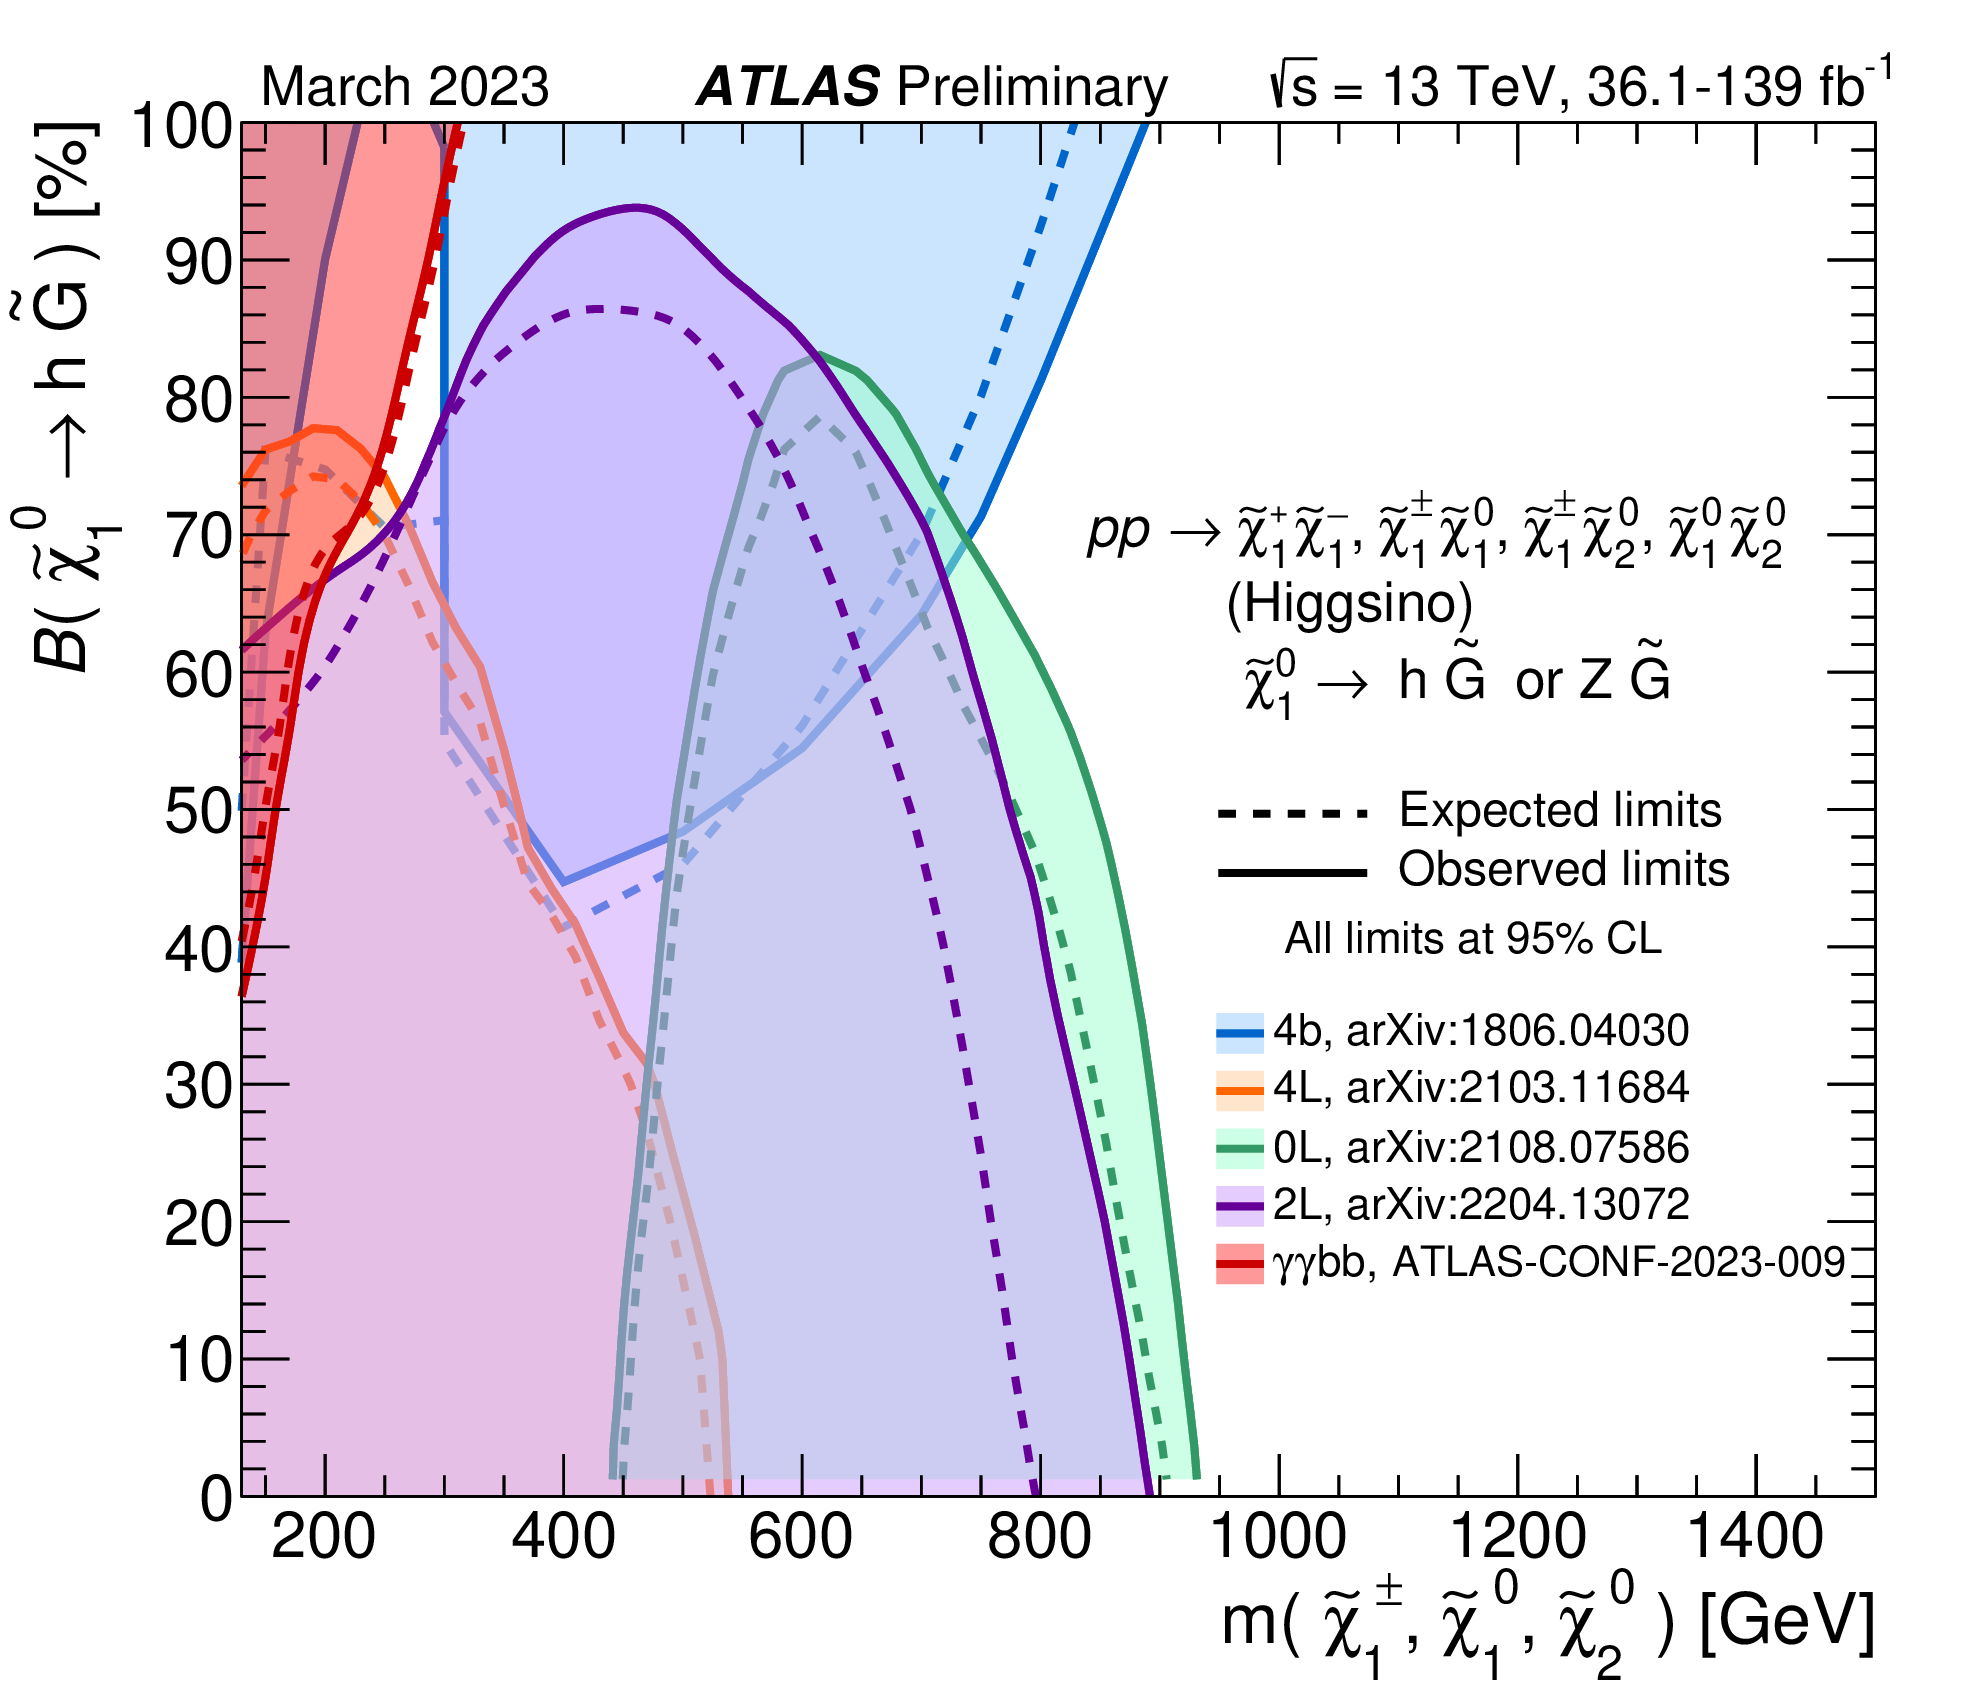 March 2023 ATLAS Preliminary √s = 13 TeV, 36.1-139 fb⁻¹
B( χ̃₁⁰ → h G̃ ) [%]
100
90
80
70
60
50
40
30
20
10
0
pp → χ̃₁⁺χ̃₁⁻, χ̃₁±χ̃₁⁰, χ̃₁±χ̃₂⁰, χ̃₁⁰χ̃₂⁰
(Higgsino)
χ̃₁⁰ → h G̃ or Z G̃
Expected limits
Observed limits
All limits at 95% CL
4b, arXiv:1806.04030
4L, arXiv:2103.11684
0L, arXiv:2108.07586
2L, arXiv:2204.13072
γγbb, ATLAS-CONF-2023-009
200 400 600 800 1000 1200 1400
m( χ̃₁±, χ̃₁⁰, χ̃₂⁰ ) [GeV]